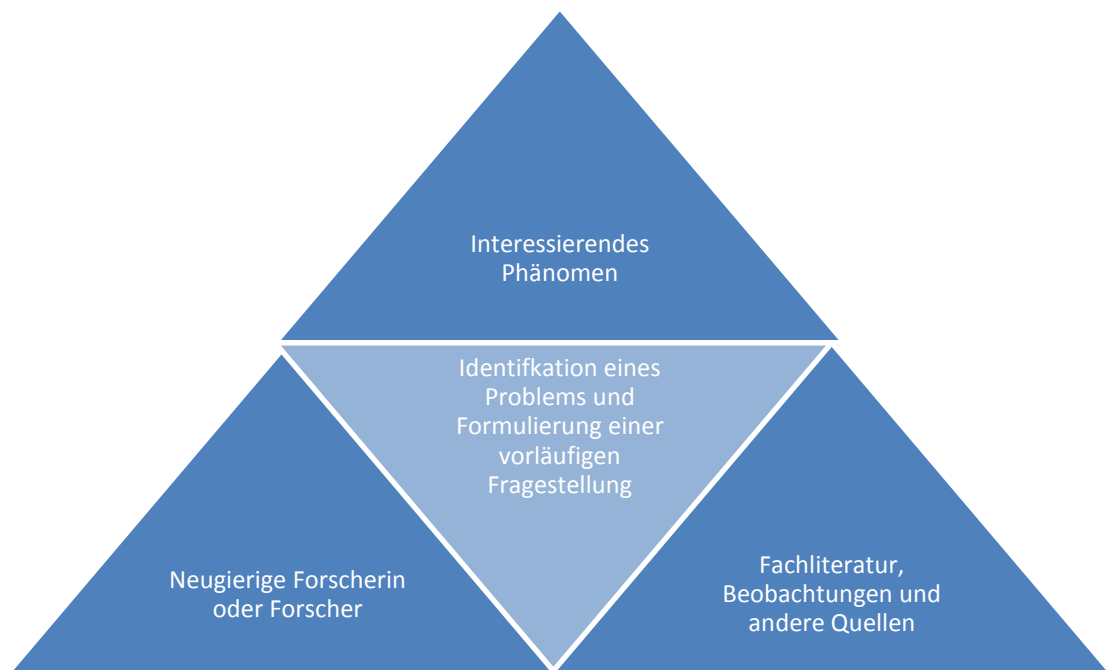 Interessierendes
Phänomen
Identifkation eines
Problems und
Formulierung einer
vorläufigen
Fragestellung
Neugierige Forscherin
oder Forscher
Fachliteratur,
Beobachtungen und
andere Quellen